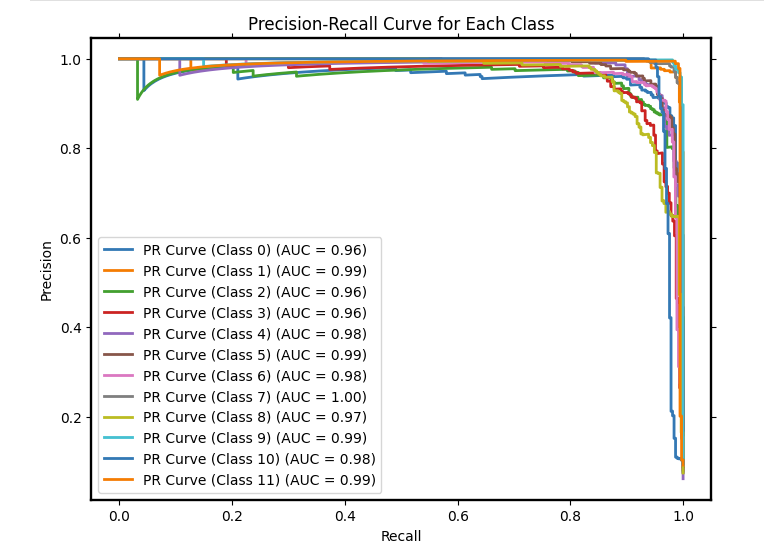 Precision-Recall Curve for Each Class
1.0
0.8
0.6
0.4
0.2
Precision
PR Curve (Class 0) (AUC = 0.96)
PR Curve (Class 1) (AUC = 0.99)
PR Curve (Class 2) (AUC = 0.96)
PR Curve (Class 3) (AUC = 0.96)
PR Curve (Class 4) (AUC = 0.98)
PR Curve (Class 5) (AUC = 0.99)
PR Curve (Class 6) (AUC = 0.98)
PR Curve (Class 7) (AUC = 1.00)
PR Curve (Class 8) (AUC = 0.97)
PR Curve (Class 9) (AUC = 0.99)
PR Curve (Class 10) (AUC = 0.98)
PR Curve (Class 11) (AUC = 0.99)
0.0 0.2 0.4 0.6 0.8 1.0
Recall